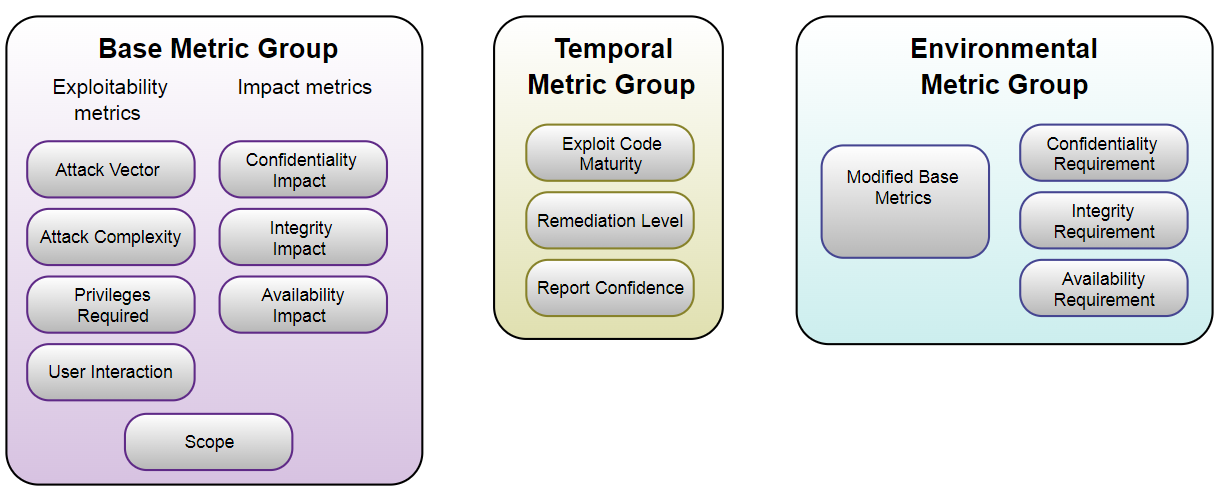 Base Metric Group
Exploitability
metrics
Impact metrics
Attack Vector
Confidentiality
Impact
Attack Complexity
Integrity
Impact
Privileges
Required
Availability
Impact
User Interaction
Scope
Temporal
Metric Group
Exploit Code
Maturity
Remediation Level
Report Confidence
Environmental
Metric Group
Modified Base
Metrics
Confidentiality
Requirement
Integrity
Requirement
Availability
Requirement